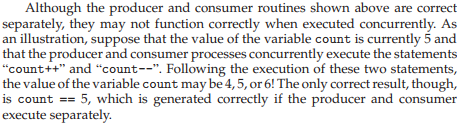 Although the producer and consumer routines shown above are correct
separately, they may not function correctly when executed concurrently. As
an illustration, suppose that the value of the variable count is currently 5 and
that the producer and consumer processes concurrently execute the statements
“count++” and “count--”. Following the execution of these two statements,
the value of the variable count may be 4, 5, or 6! The only correct result, though,
is count == 5, which is generated correctly if the producer and consumer
execute separately.